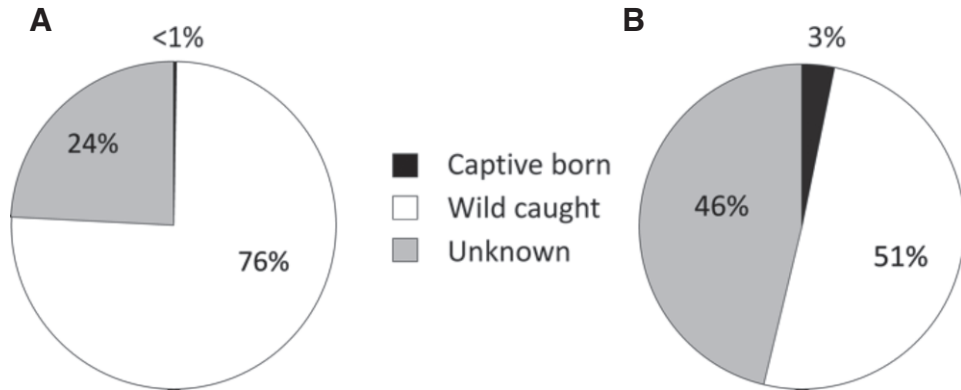 A
<1%
24%
76%
Captive born
Wild caught
Unknown
B
3%
46%
51%